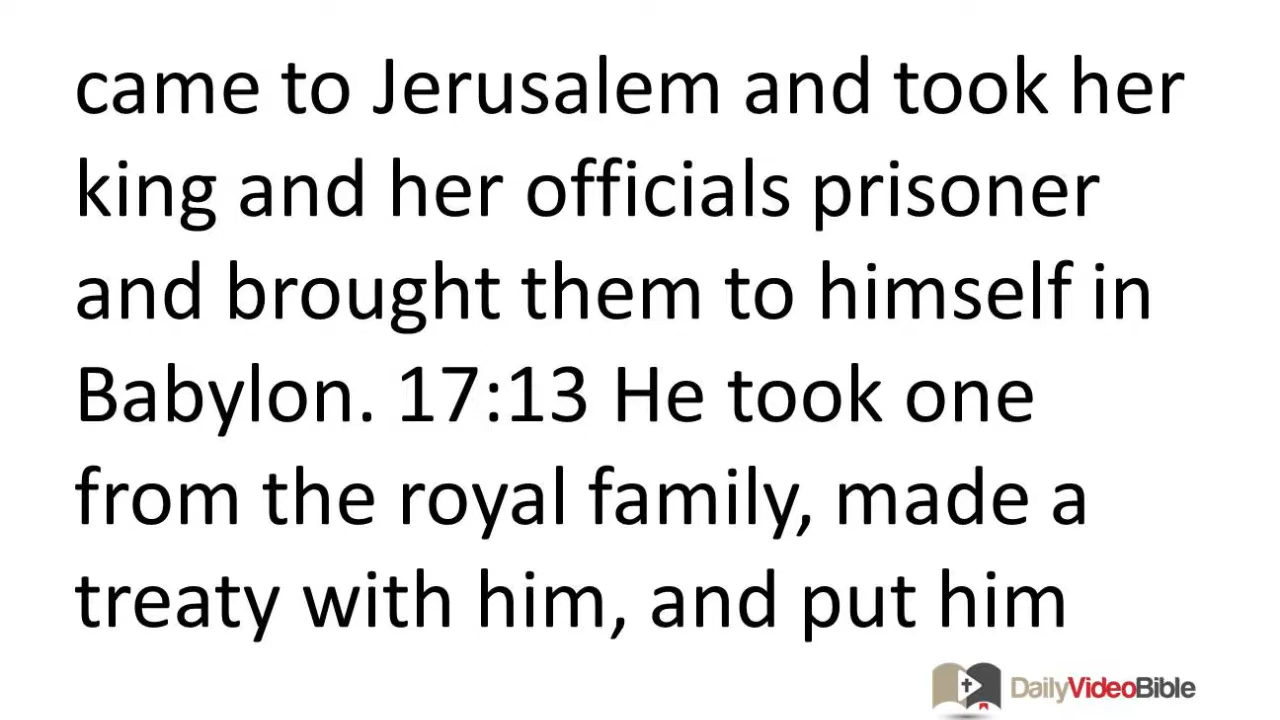 came to Jerusalem and took her
king and her officials prisoner
and brought them to himself in
Babylon. 17:13 He took one
from the royal family, made a
treaty with him, and put him
DailyVideoBible